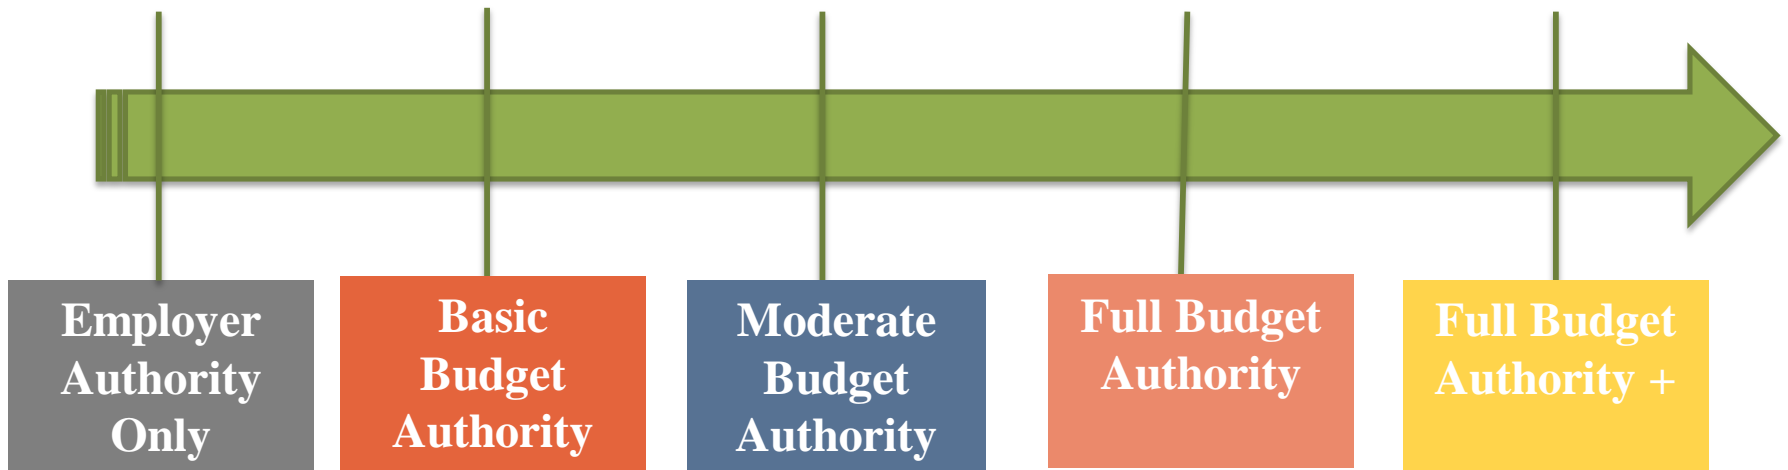 Employer
Authority
Only
Basic
Budget
Authority
Moderate
Budget
Authority
Full Budget
Authority
Full Budget
Authority +